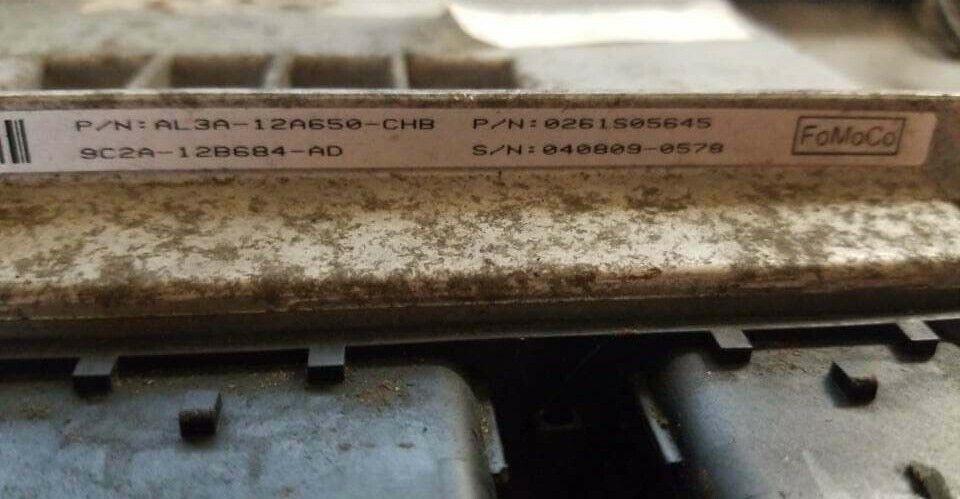 P/N:AL3A-12A650-CHB P/N:0261S05645 FoMoCo
9C2A-12B684-AD S/N:040809-0578